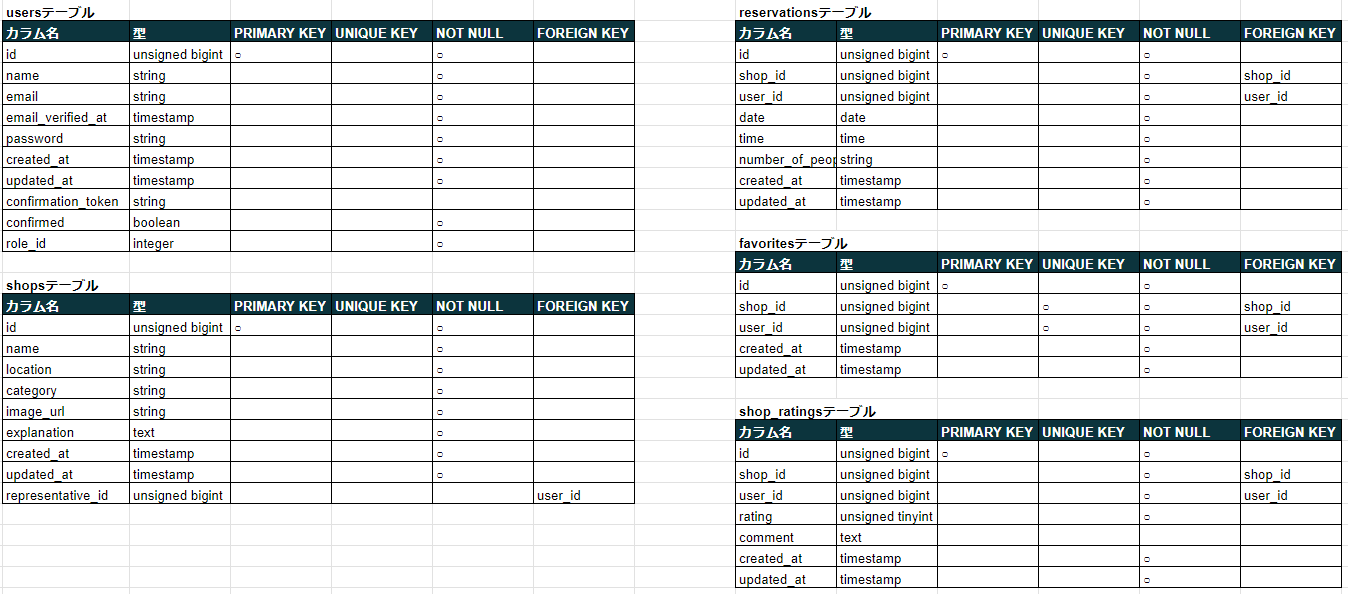 usersテーブル
カラム名 型 PRIMARY KEY UNIQUE KEY NOT NULL FOREIGN KEY
id unsigned bigint ○ ○
name string ○
email string ○
email_verified_at timestamp ○
password string ○
created_at timestamp ○
updated_at timestamp ○
confirmation_token string
confirmed boolean ○
role_id integer ○
shopsテーブル
カラム名 型 PRIMARY KEY UNIQUE KEY NOT NULL FOREIGN KEY
id unsigned bigint ○ ○
name string ○
location string ○
category string ○
image_url string ○
explanation text ○
created_at timestamp ○
updated_at timestamp ○
representative_id unsigned bigint user_id
reservationsテーブル
カラム名 型 PRIMARY KEY UNIQUE KEY NOT NULL FOREIGN KEY
id unsigned bigint ○ ○
shop_id unsigned bigint ○ shop_id
user_id unsigned bigint ○ user_id
date date ○
time time ○
number_of_peop string ○
created_at timestamp ○
updated_at timestamp ○
favoritesテーブル
カラム名 型 PRIMARY KEY UNIQUE KEY NOT NULL FOREIGN KEY
id unsigned bigint ○ ○
shop_id unsigned bigint ○ ○ shop_id
user_id unsigned bigint ○ ○ user_id
created_at timestamp ○
updated_at timestamp ○
shop_ratingsテーブル
カラム名 型 PRIMARY KEY UNIQUE KEY NOT NULL FOREIGN KEY
id unsigned bigint ○ ○
shop_id unsigned bigint ○ shop_id
user_id unsigned bigint ○ user_id
rating unsigned tinyint ○
comment text
created_at timestamp ○
updated_at timestamp ○